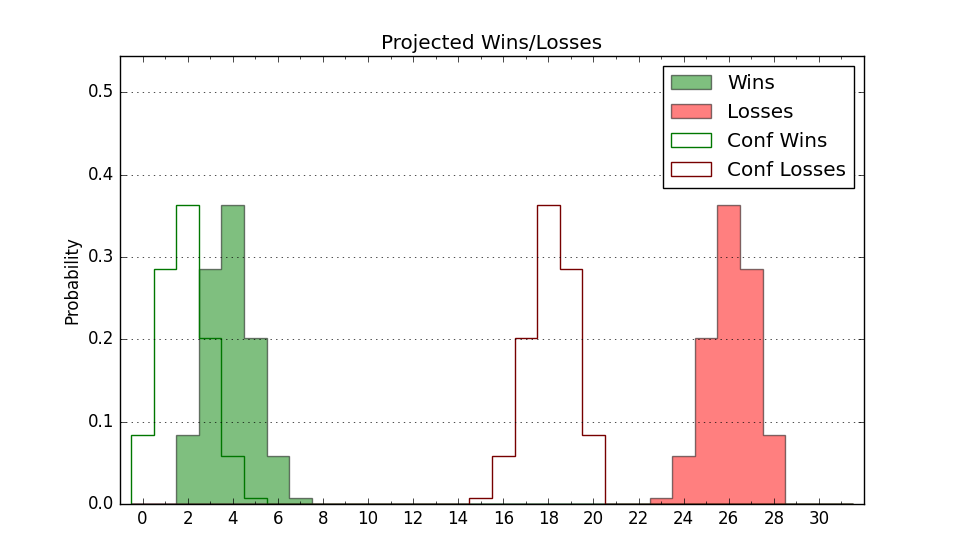 Projected Wins/Losses
Wins
Losses
Conf Wins
Conf Losses
Probability
0.5
0.4
0.3
0.2
0.1
0.0
0 2 4 6 8 10 12 14 16 18 20 22 24 26 28 30